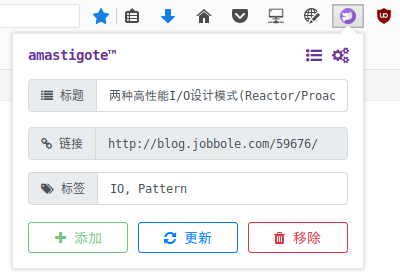 amastigote™
标题 两种高性能I/O设计模式(Reactor/Proac
链接 http://blog.jobbole.com/59676/
标签 IO, Pattern
添加 更新 移除